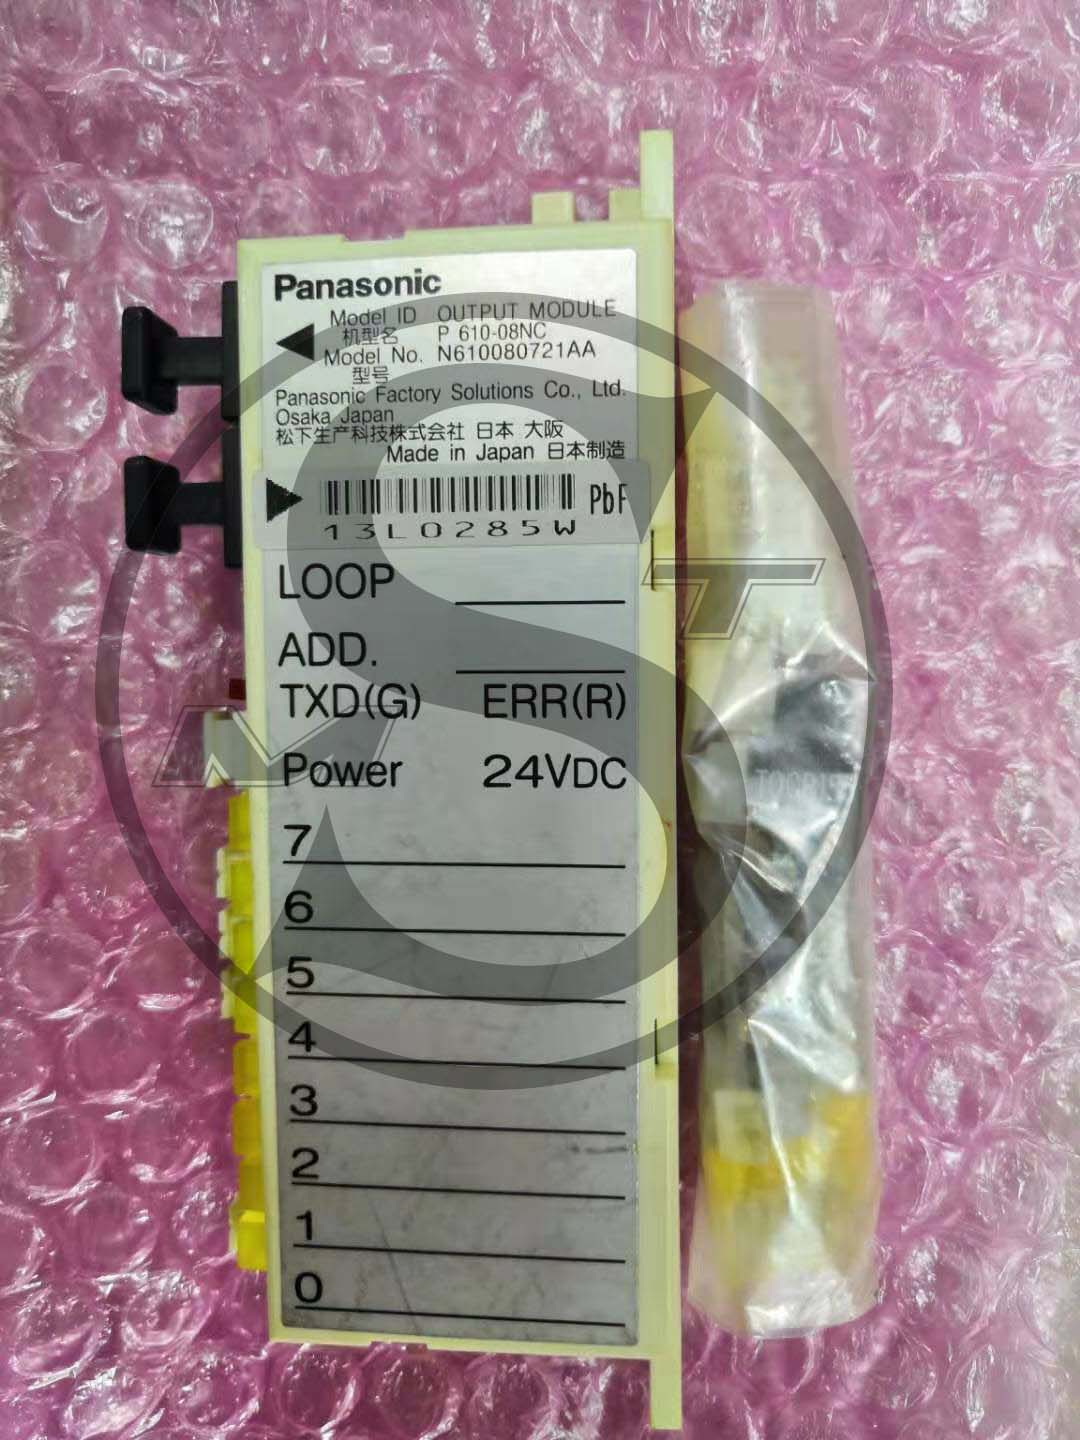 Panasonic
Model ID OUTPUT MODULE
机型名 P 610-08NC
Model No. N610080721AA
型号
Panasonic Factory Solutions Co., Ltd.
Osaka Japan
松下生产科技株式会社 日本 大阪
Made in Japan 日本制造
PbF
13L0285W
LOOP
ADD.
TXD(G) ERR(R)
Power 24VDC
7
6
5
4
3
2
1
0
M S T